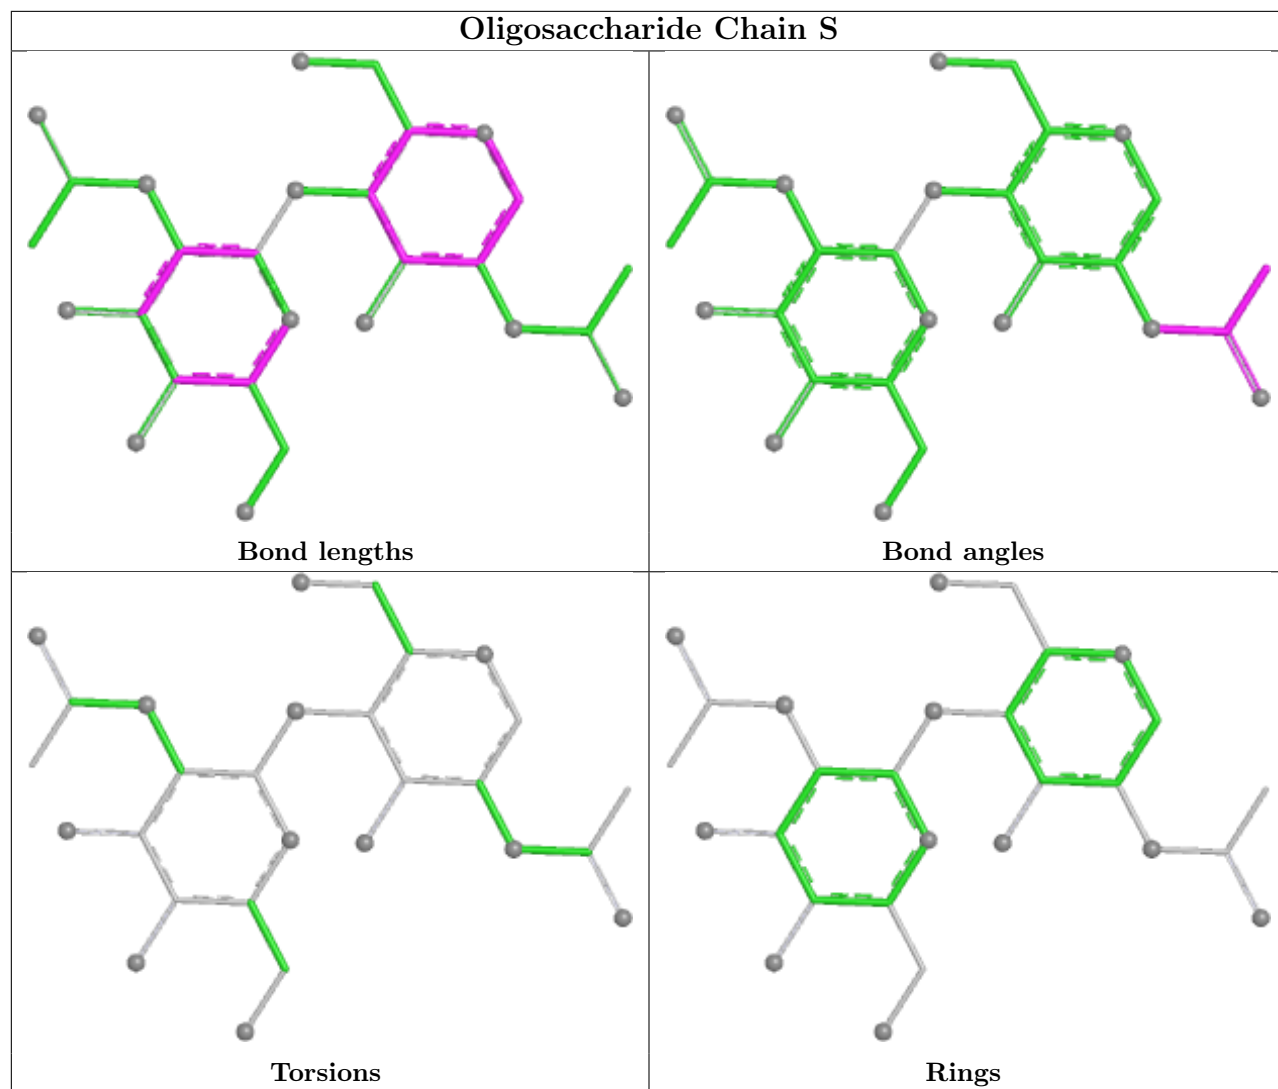 Oligosaccharide Chain S
Bond lengths
Bond angles
Torsions
Rings